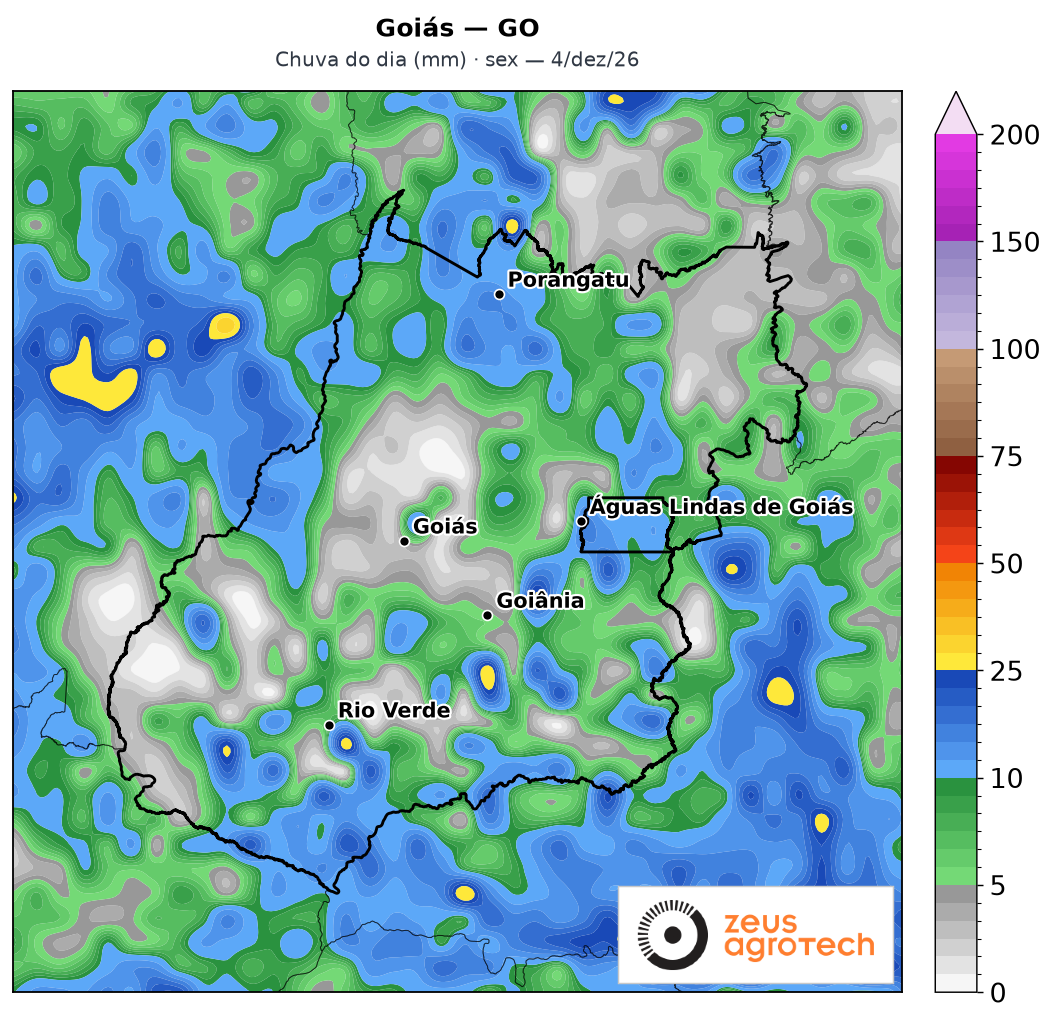 Goiás — GO
Chuva do dia (mm) · sex — 4/dez/26
Porangatu
Águas Lindas de Goiás
Goiás
Goiânia
Rio Verde
200
150
100
75
50
25
10
5
0
zeus
agrotech